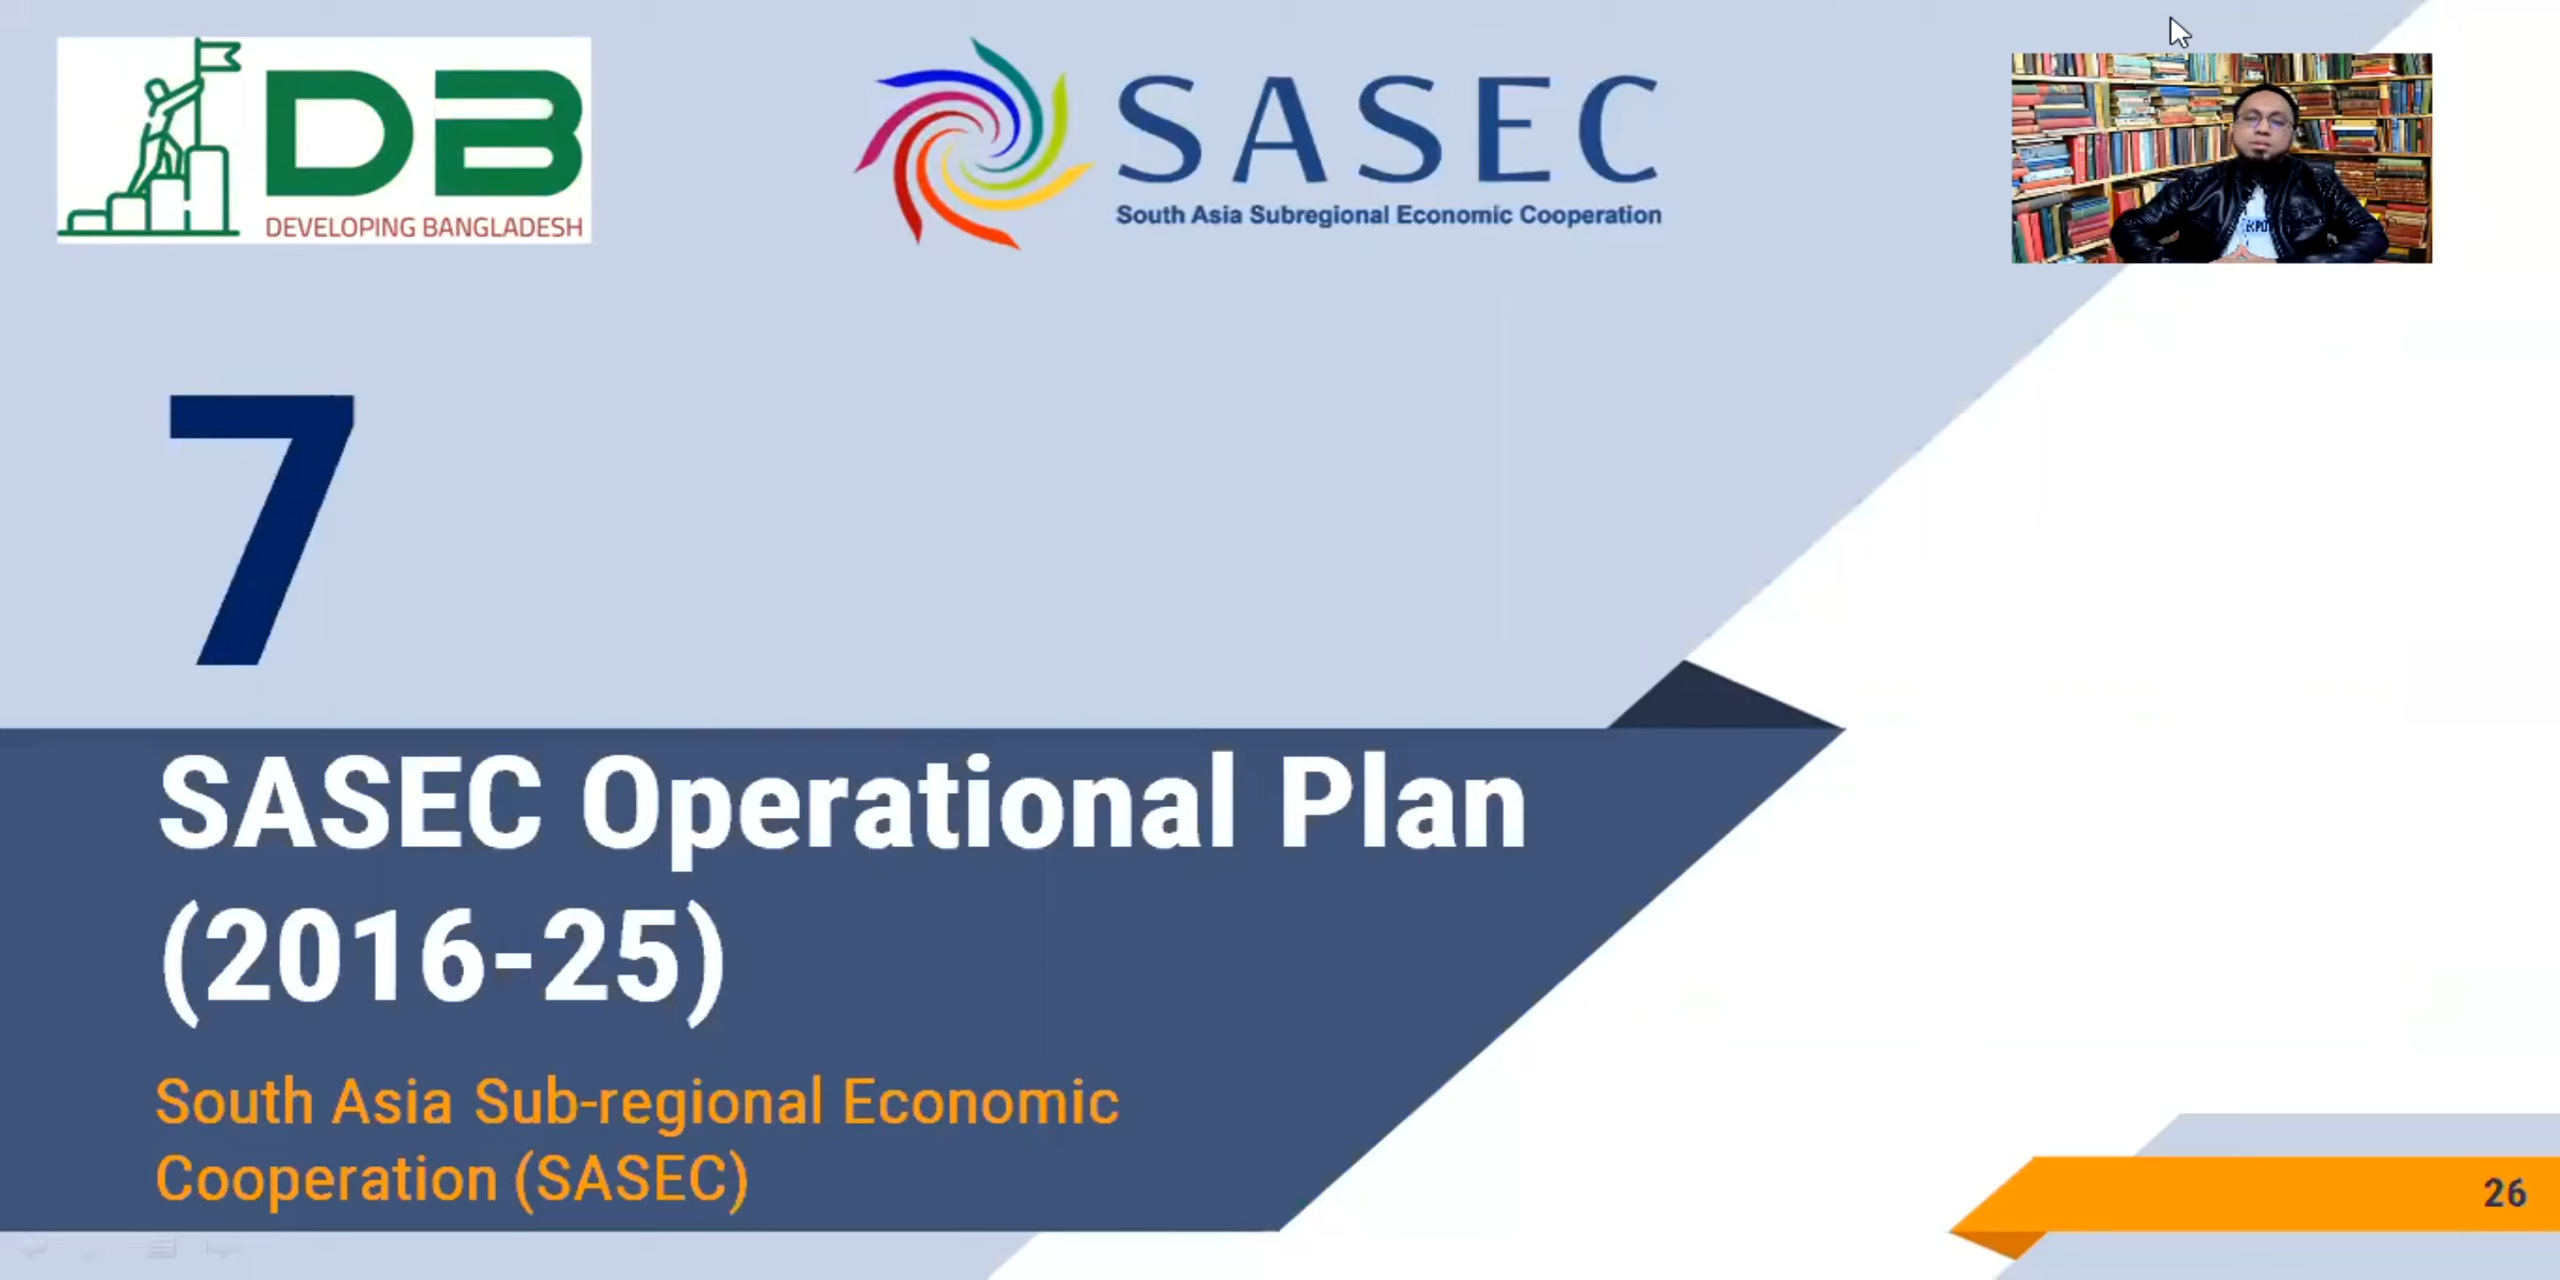 DB
DEVELOPING BANGLADESH
SASEC
South Asia Subregional Economic Cooperation
7
SASEC Operational Plan
(2016-25)
South Asia Sub-regional Economic
Cooperation (SASEC)
26